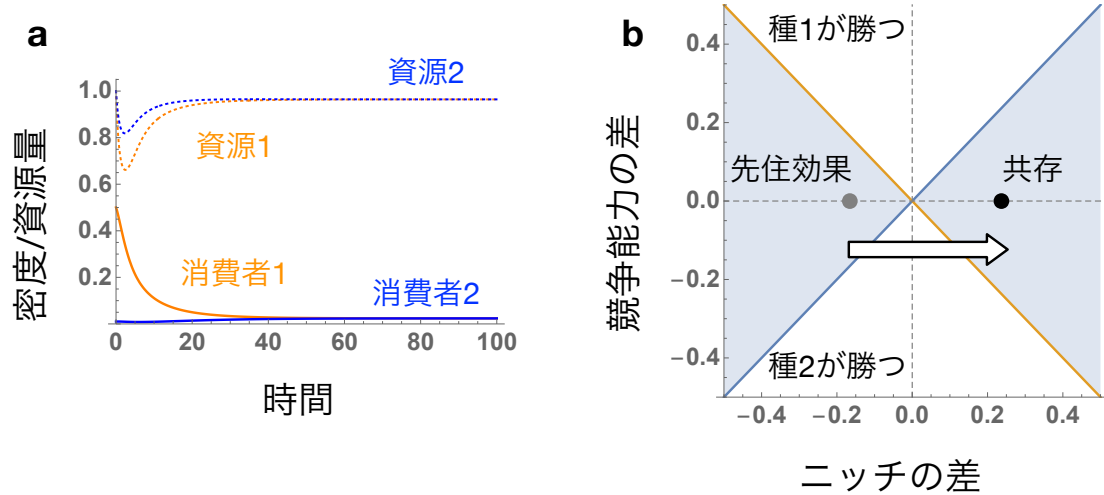 a
密度/資源量
1.0
0.8
0.6
0.4
0.2
資源2
資源1
消費者1
消費者2
0
20
40
60
80
100
時間
b
競争能力の差
0.4
0.2
0.0
−0.2
−0.4
種1が勝つ
先住効果
共存
種2が勝つ
−0.4
−0.2
0.0
0.2
0.4
ニッチの差